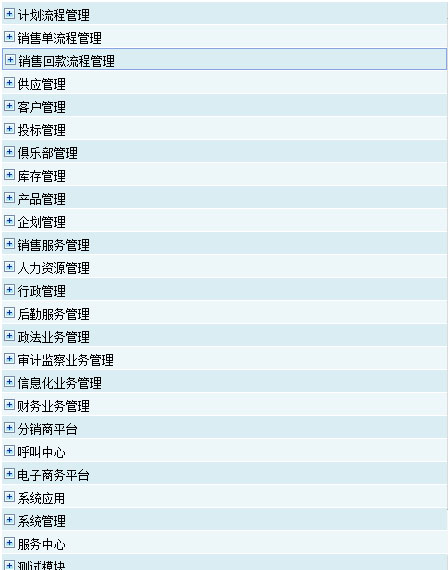 计划流程管理
销售单流程管理
销售回款流程管理
供应管理
客户管理
投标管理
俱乐部管理
库存管理
产品管理
企划管理
销售服务管理
人力资源管理
行政管理
后勤服务管理
政法业务管理
审计监察业务管理
信息化业务管理
财务业务管理
分销商平台
呼叫中心
电子商务平台
系统应用
系统管理
服务中心
测试模块